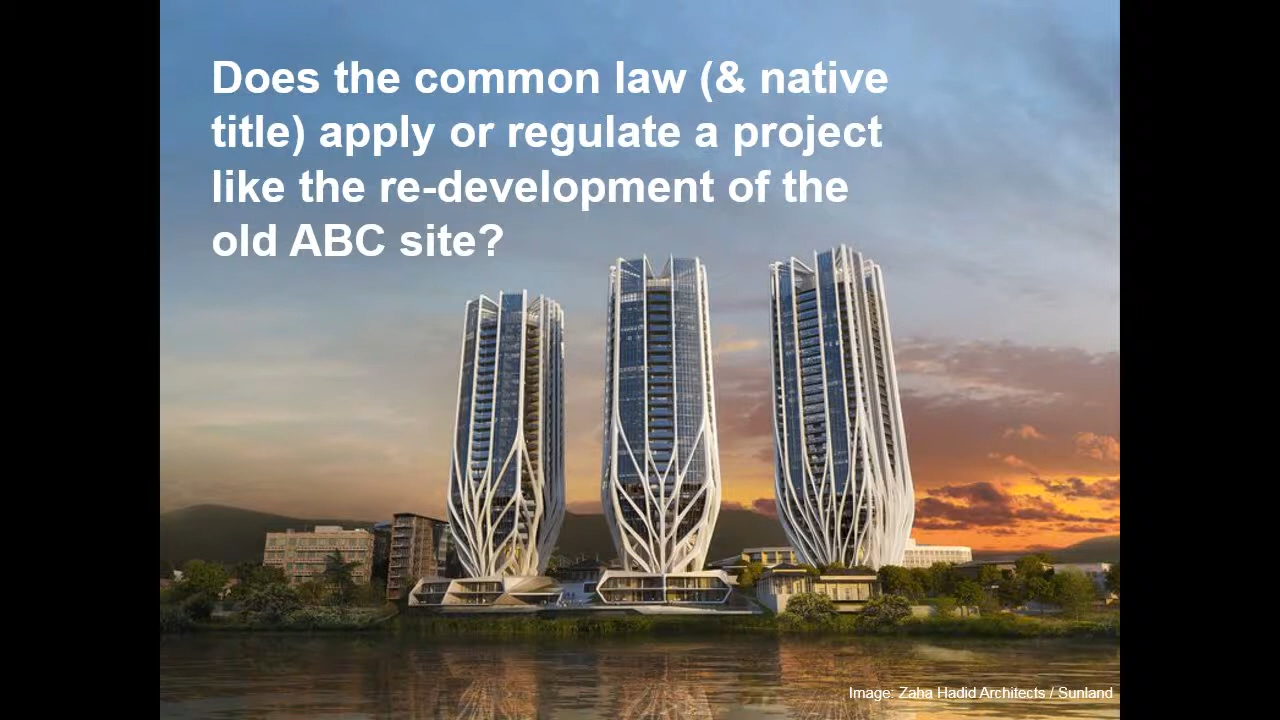 Does the common law (& native
title) apply or regulate a project
like the re-development of the
old ABC site?
Image: Zaha Hadid Architects / Sunland